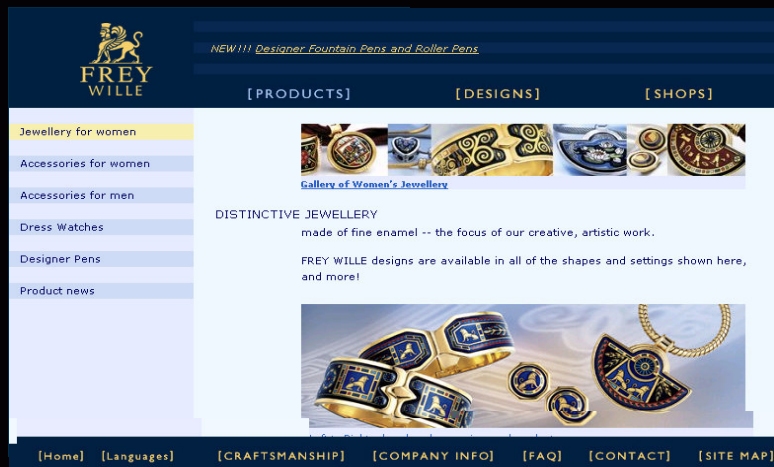 NEW!!! Designer Fountain Pens and Roller Pens
FREY
WILLE
[PRODUCTS] [DESIGNS] [SHOPS]
Jewellery for women
Accessories for women
Accessories for men
Dress Watches
Designer Pens
Product news
Gallery of Women's Jewellery
DISTINCTIVE JEWELLERY
made of fine enamel -- the focus of our creative, artistic work.
FREY WILLE designs are available in all of the shapes and settings shown here,
and more!
[Home] [Languages] [CRAFTSMANSHIP] [COMPANY INFO] [FAQ] [CONTACT] [SITE MAP]